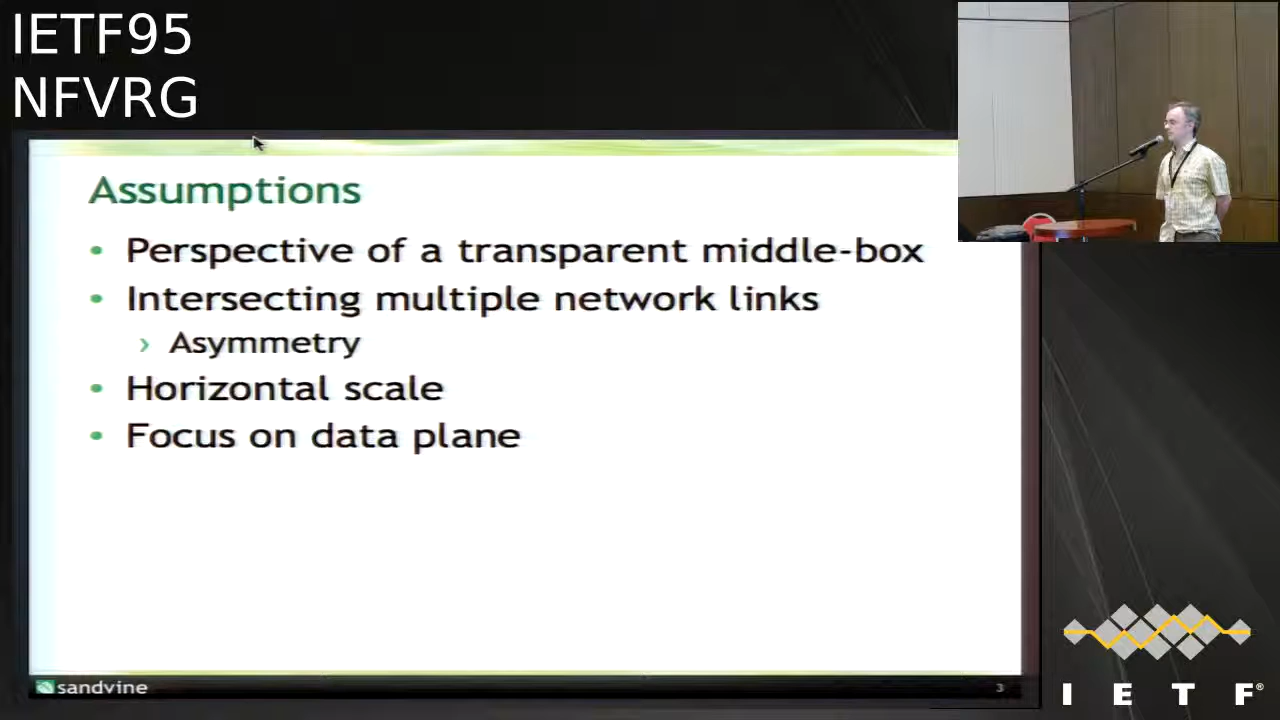 IETF95
NFVRG
Assumptions
• Perspective of a transparent middle-box
• Intersecting multiple network links
› Asymmetry
• Horizontal scale
• Focus on data plane
sandvine
3
I E T F®